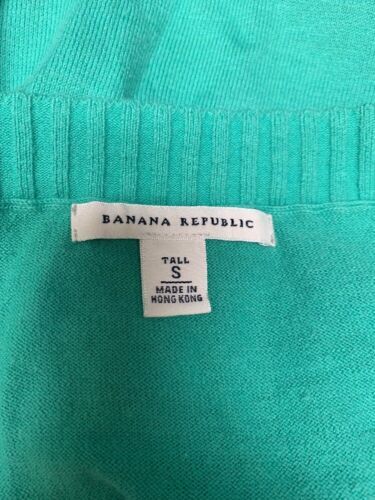 BANANA REPUBLIC
TALL
S
MADE IN
HONG KONG